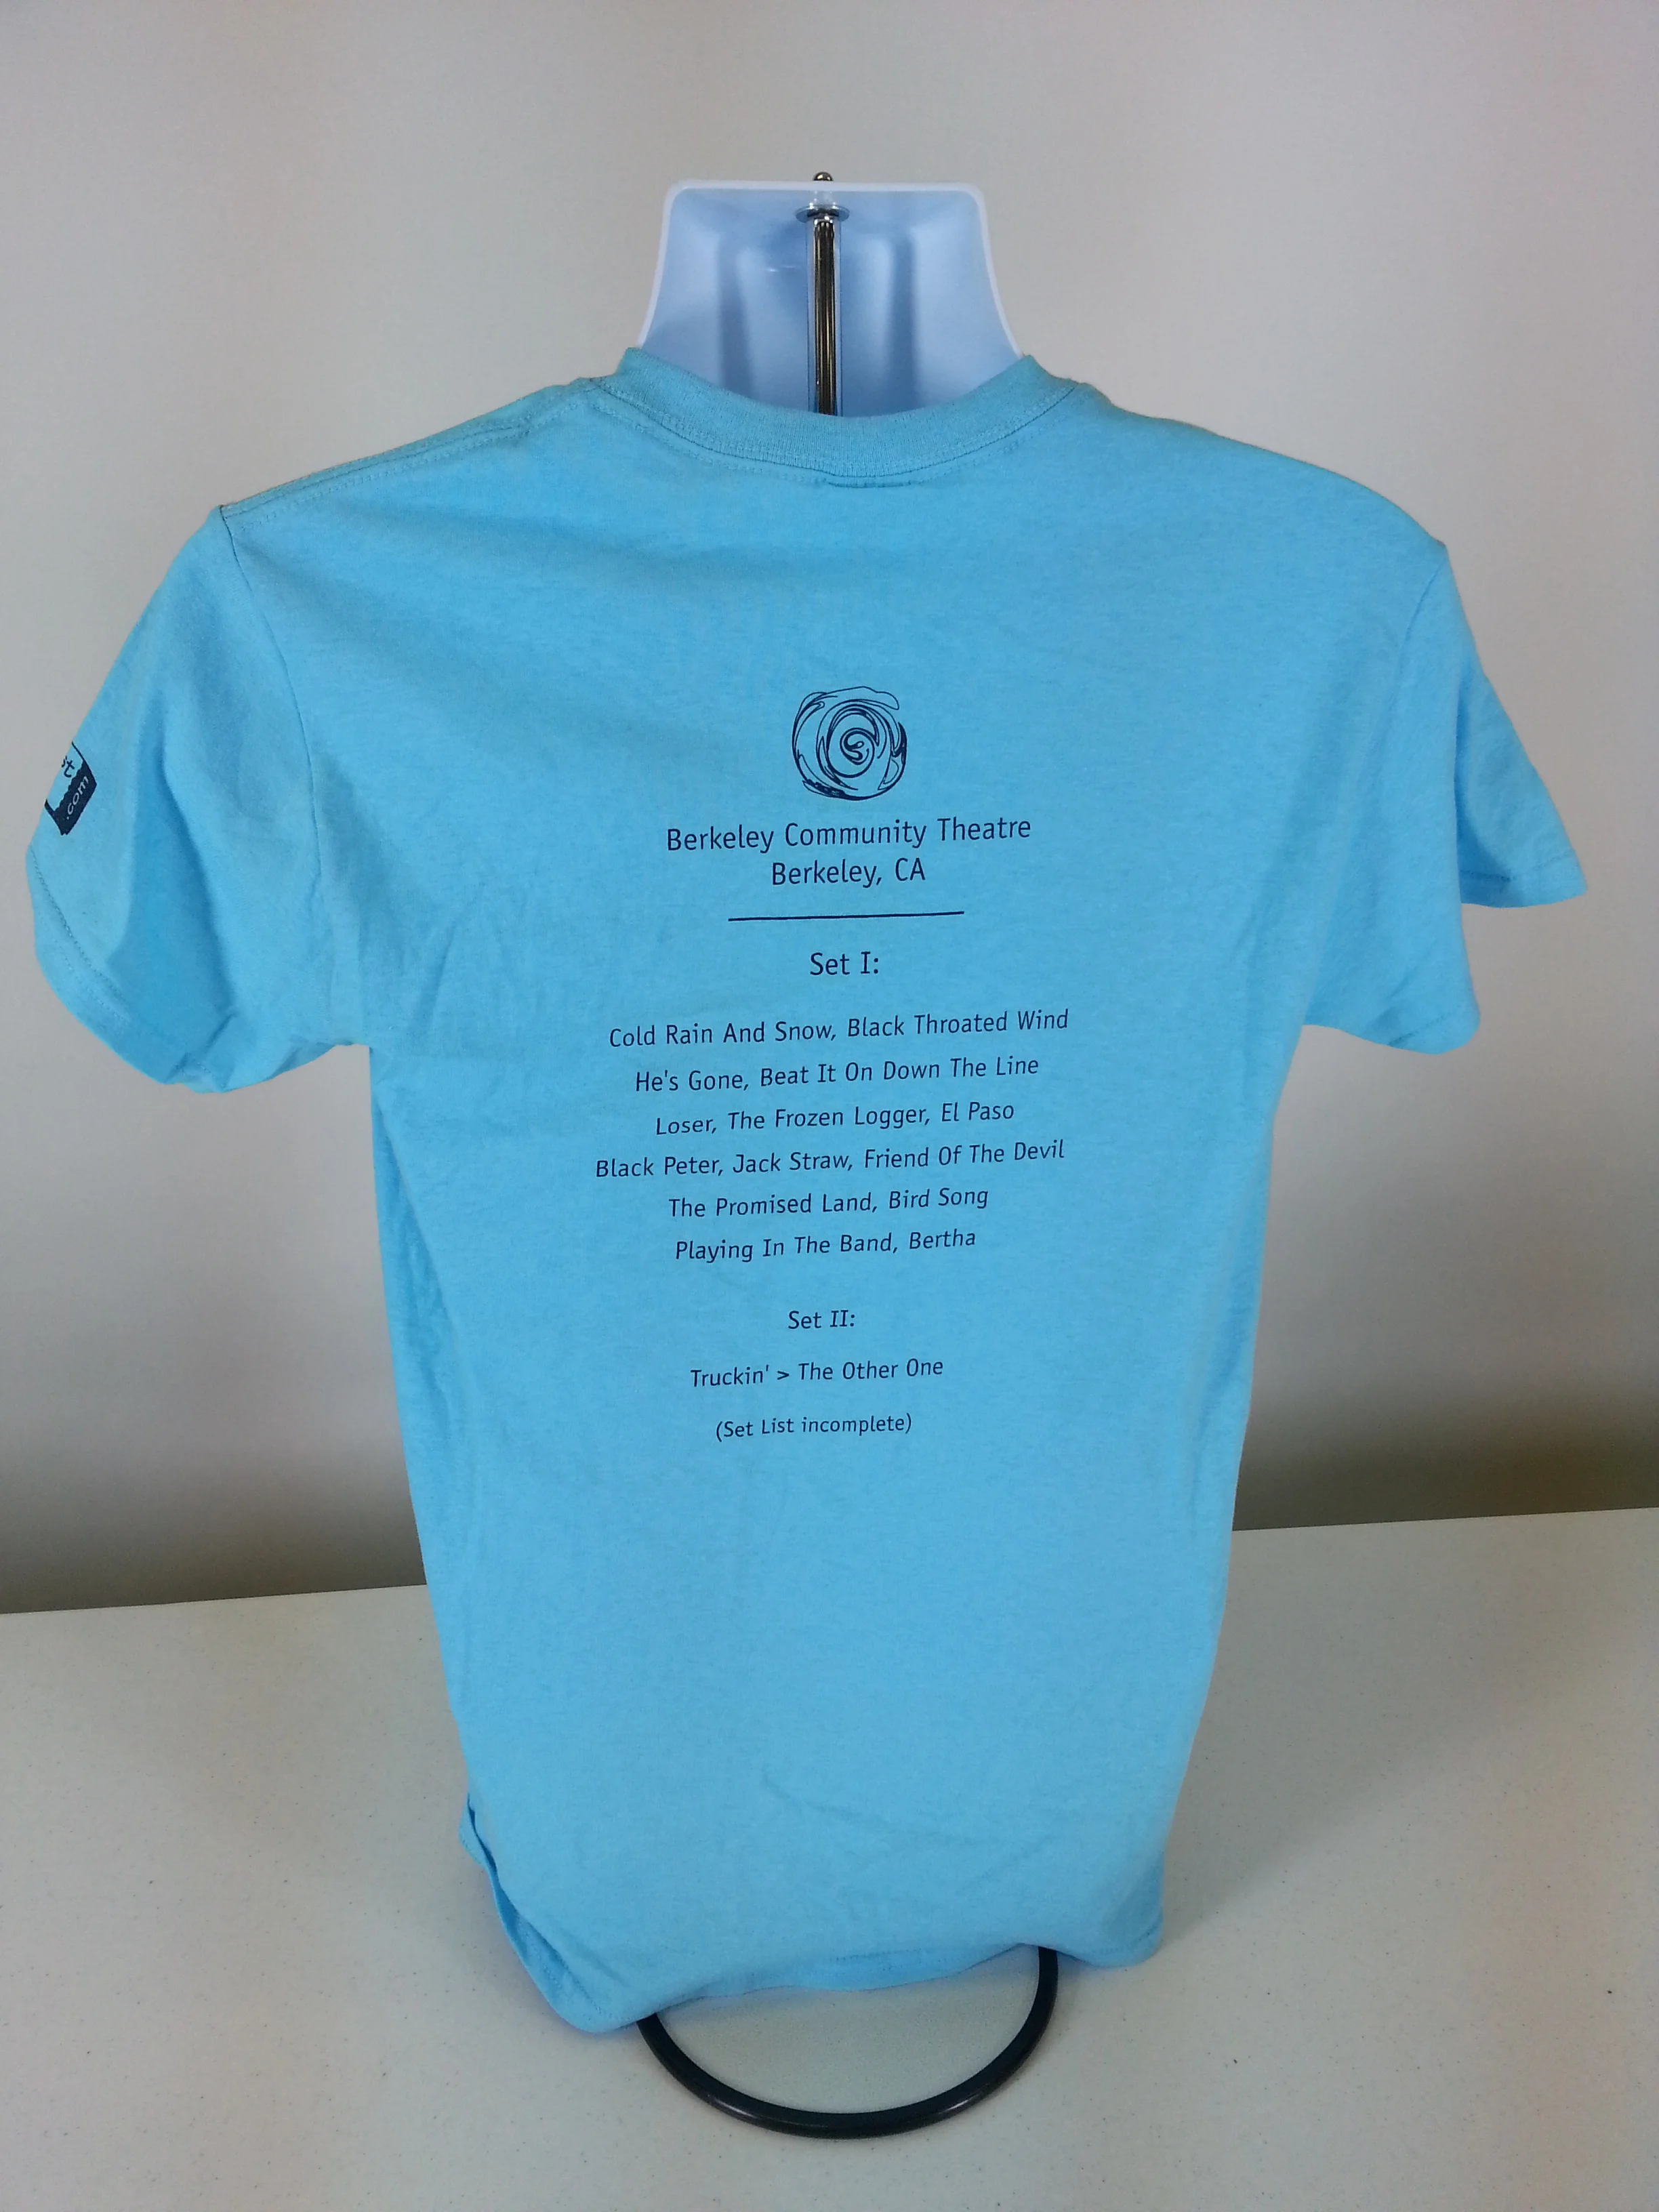 Berkeley Community Theatre
Berkeley, CA
Set I:
Cold Rain And Snow, Black Throated Wind
He's Gone, Beat It On Down The Line
Loser, The Frozen Logger, El Paso
Black Peter, Jack Straw, Friend Of The Devil
The Promised Land, Bird Song
Playing In The Band, Bertha
Set II:
Truckin' > The Other One
(Set List incomplete)
.com